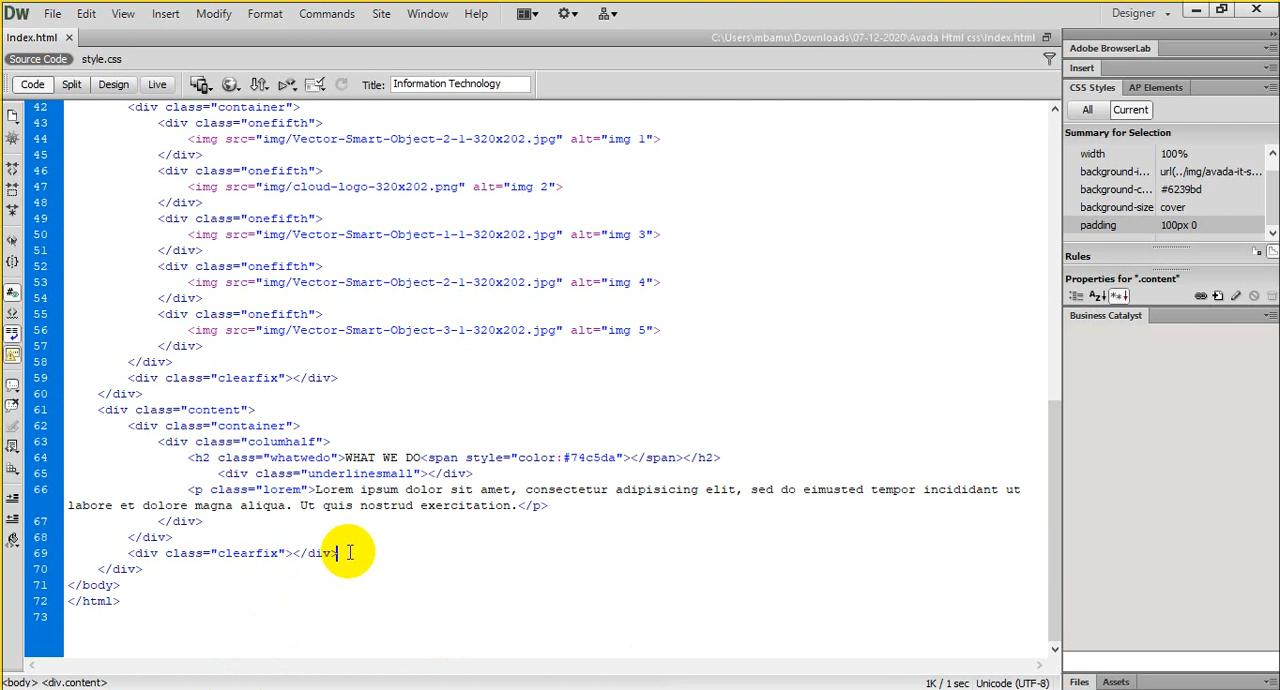 Dw File Edit View Insert Modify Format Commands Site Window Help Designer
Index.html × C:\Users\mbamu\Downloads\07-12-2020\Avada Html css\Index.html
Source Code style.css
Code Split Design Live Title: Information Technology
42 <div class="container">
43 <div class="onefifth">
44 <img src="img/Vector-Smart-Object-2-1-320x202.jpg" alt="img 1">
45 </div>
46 <div class="onefifth">
47 <img src="img/cloud-logo-320x202.png" alt="img 2">
48 </div>
49 <div class="onefifth">
50 <img src="img/Vector-Smart-Object-1-1-320x202.jpg" alt="img 3">
51 </div>
52 <div class="onefifth">
53 <img src="img/Vector-Smart-Object-2-1-320x202.jpg" alt="img 4">
54 </div>
55 <div class="onefifth">
56 <img src="img/Vector-Smart-Object-3-1-320x202.jpg" alt="img 5">
57 </div>
58 </div>
59 <div class="clearfix"></div>
60 </div>
61 <div class="content">
62 <div class="container">
63 <div class="columhalf">
64 <h2 class="whatwedo">WHAT WE DO<span style="color:#74c5da"></span></h2>
65 <div class="underlinesmall"></div>
66 <p class="lorem">Lorem ipsum dolor sit amet, consectetur adipisicing elit, sed do eimusted tempor incididant ut
labore et dolore magna aliqua. Ut quis nostrud exercitation.</p>
67 </div>
68 </div>
69 <div class="clearfix"></div>
70 </div>
71 </body>
72 </html>
73
<body> <div.content> 1K / 1 sec Unicode (UTF-8)
Adobe BrowserLab
Insert
CSS Styles AP Elements
All Current
Summary for Selection
width 100%
background-i... url(../img/avada-it-s...
background-c... #6239bd
background-size cover
padding 100px 0
Rules
Properties for ".content"
Az↓ **↓
Business Catalyst
Files Assets